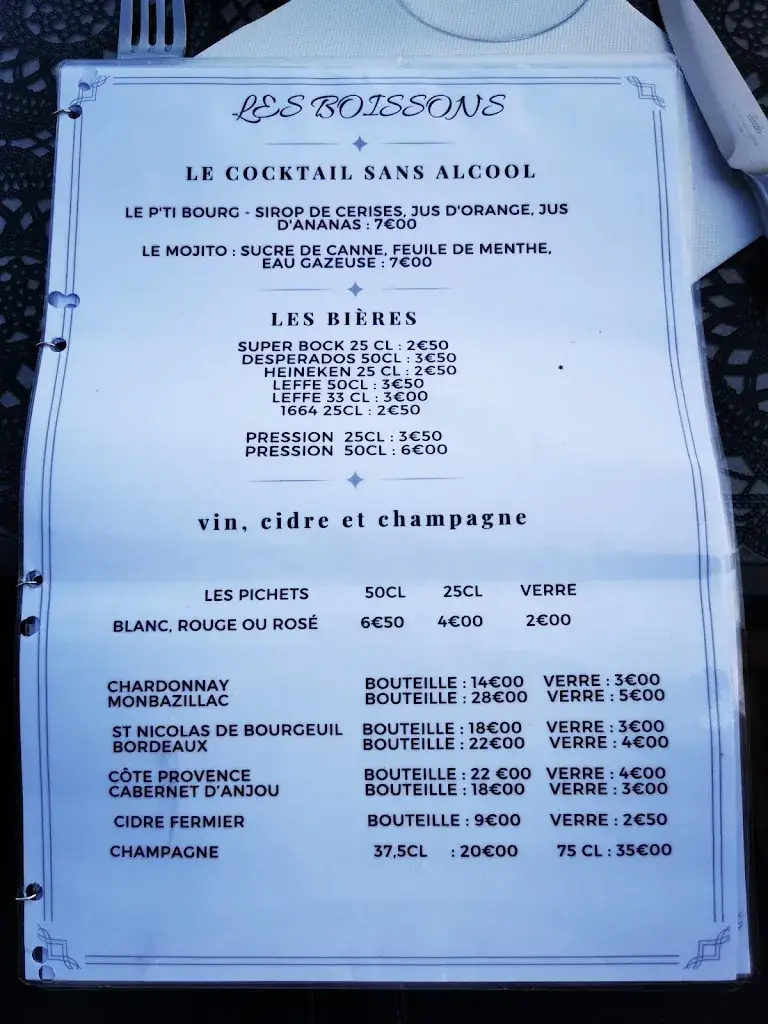 LES BOISSONS
LE COCKTAIL SANS ALCOOL
LE P'TI BOURG - SIROP DE CERISES, JUS D'ORANGE, JUS
D'ANANAS : 7€00
LE MOJITO : SUCRE DE CANNE, FEUILE DE MENTHE,
EAU GAZEUSE : 7€00
LES BIÈRES
SUPER BOCK 25 CL : 2€50
DESPERADOS 50CL : 3€50
HEINEKEN 25 CL : 2€50
LEFFE 50CL : 3€50
LEFFE 33 CL : 3€00
1664 25CL : 2€50
PRESSION 25CL : 3€50
PRESSION 50CL : 6€00
vin, cidre et champagne
LES PICHETS 50CL 25CL VERRE
BLANC, ROUGE OU ROSÉ 6€50 4€00 2€00
CHARDONNAY BOUTEILLE : 14€00 VERRE : 3€00
MONBAZILLAC BOUTEILLE : 28€00 VERRE : 5€00
ST NICOLAS DE BOURGEUIL BOUTEILLE : 18€00 VERRE : 3€00
BORDEAUX BOUTEILLE : 22€00 VERRE : 4€00
CÔTE PROVENCE BOUTEILLE : 22 €00 VERRE : 4€00
CABERNET D'ANJOU BOUTEILLE : 18€00 VERRE : 3€00
CIDRE FERMIER BOUTEILLE : 9€00 VERRE : 2€50
CHAMPAGNE 37,5CL : 20€00 75 CL : 35€00